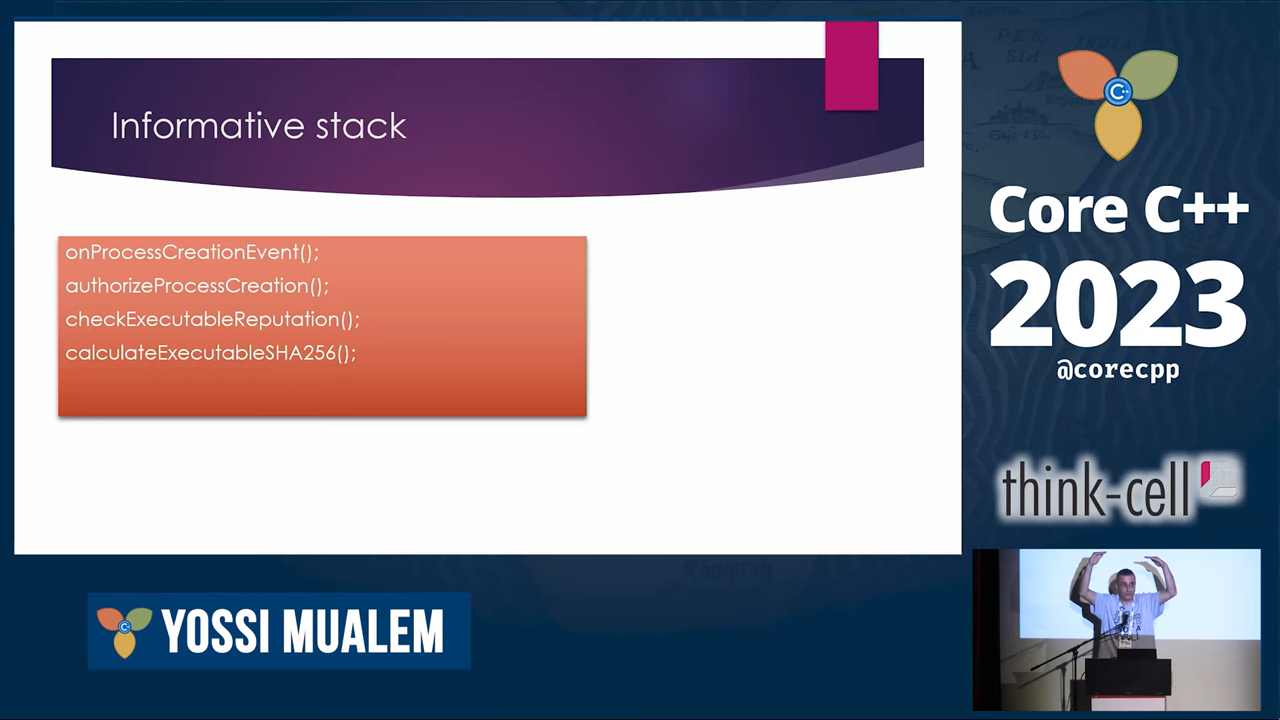 Informative stack
onProcessCreationEvent();
authorizeProcessCreation();
checkExecutableReputation();
calculateExecutableSHA256();
C++
Core C++
2023
@corecpp
think-cell
YOSSI MUALEM